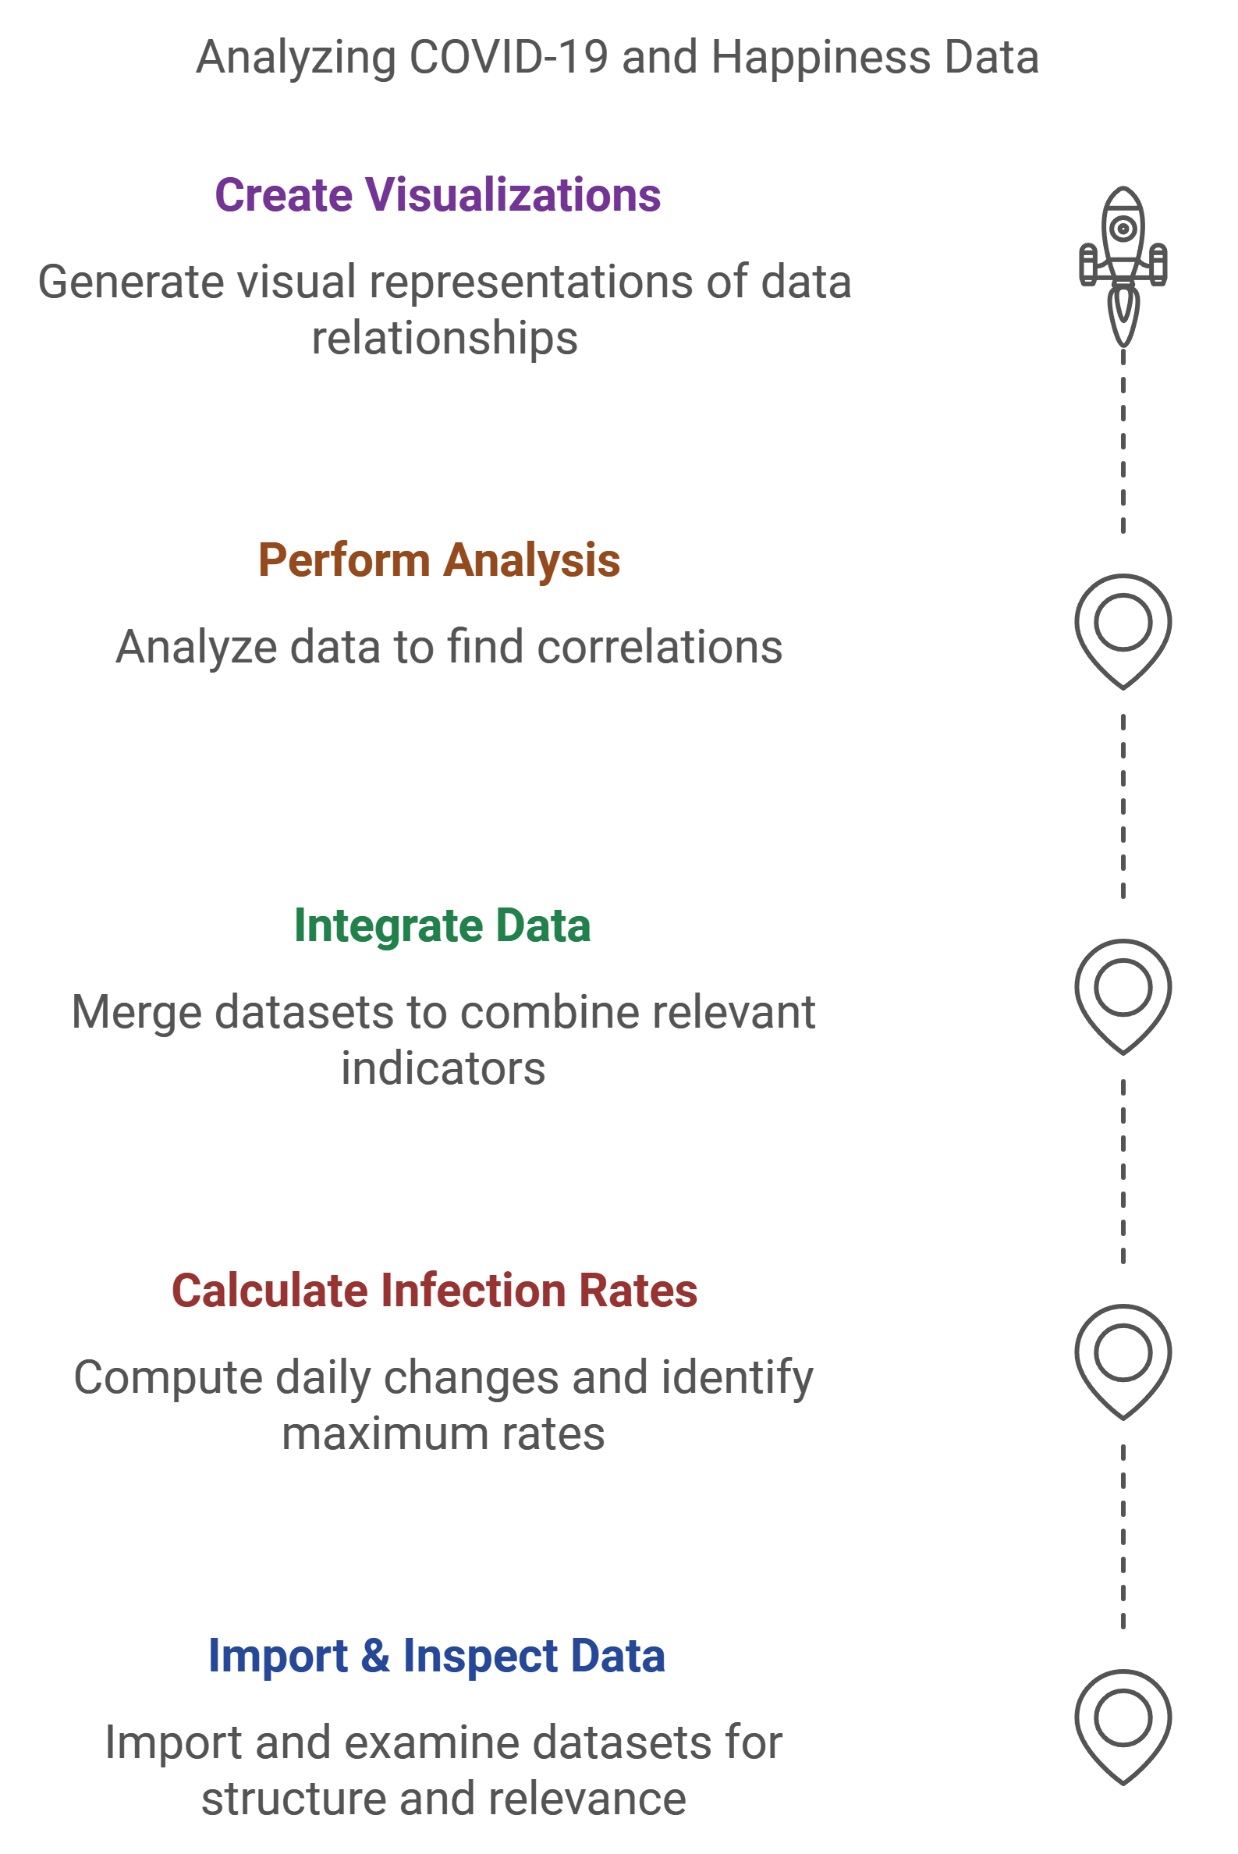 Analyzing COVID-19 and Happiness Data
Create Visualizations
Generate visual representations of data
relationships
Perform Analysis
Analyze data to find correlations
Integrate Data
Merge datasets to combine relevant
indicators
Calculate Infection Rates
Compute daily changes and identify
maximum rates
Import & Inspect Data
Import and examine datasets for
structure and relevance